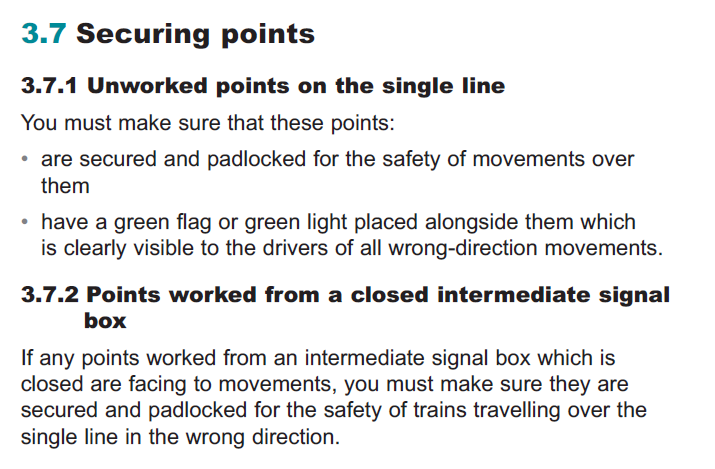 3.7 Securing points
3.7.1 Unworked points on the single line
You must make sure that these points:
• are secured and padlocked for the safety of movements over
them
• have a green flag or green light placed alongside them which
is clearly visible to the drivers of all wrong-direction movements.
3.7.2 Points worked from a closed intermediate signal
box
If any points worked from an intermediate signal box which is
closed are facing to movements, you must make sure they are
secured and padlocked for the safety of trains travelling over the
single line in the wrong direction.